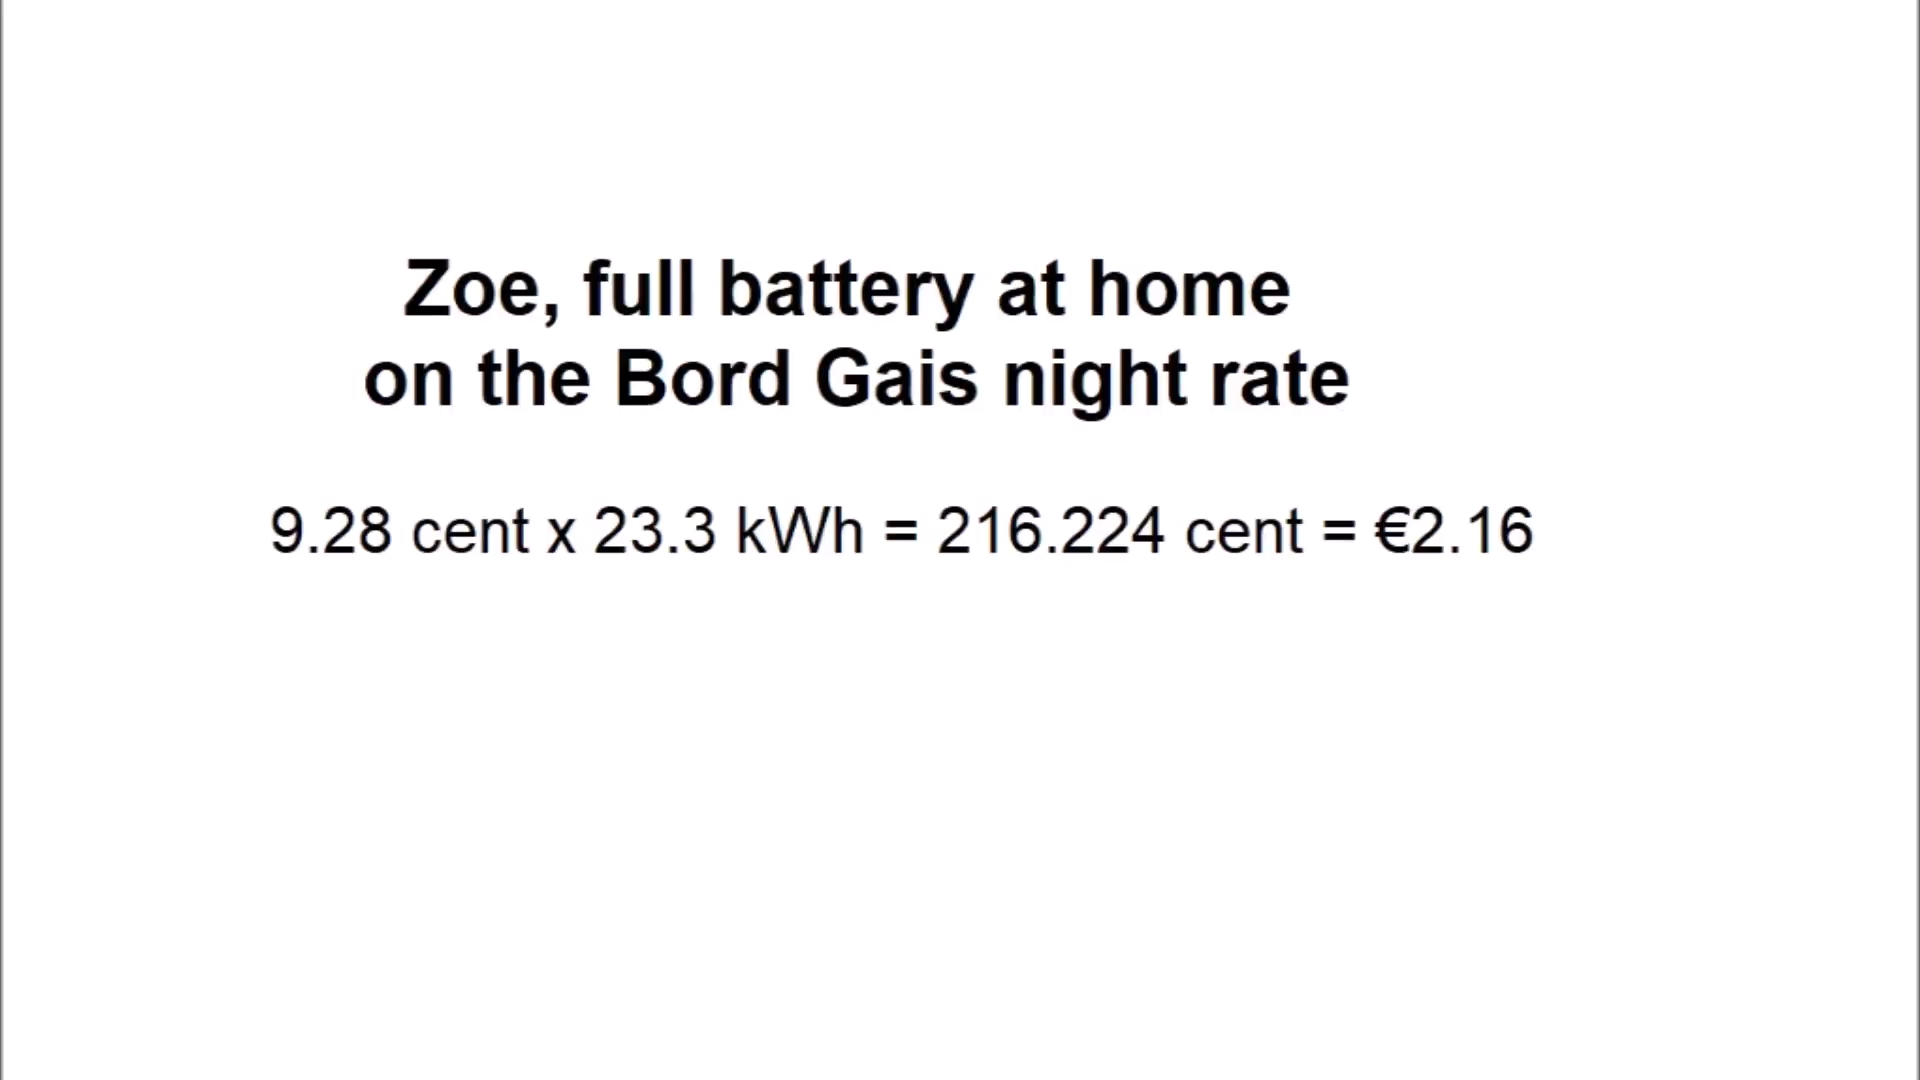 Zoe, full battery at home
on the Bord Gais night rate
9.28 cent x 23.3 kWh = 216.224 cent = €2.16